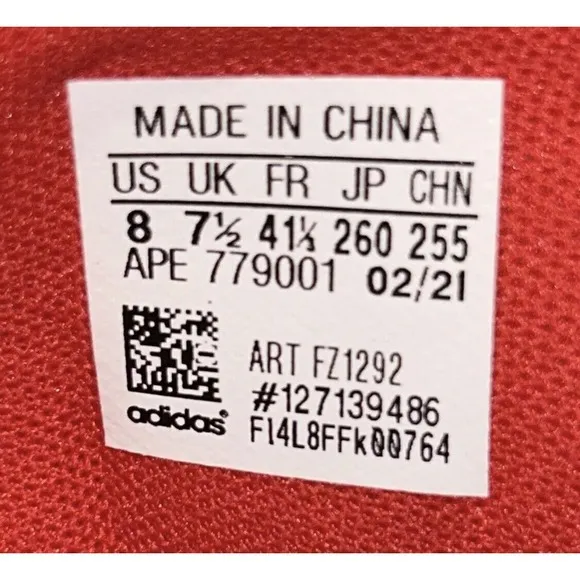 MADE IN CHINA
US UK FR JP CHN
8 7½ 41⅓ 260 255
APE 779001 02/21
ART FZ1292
#127139486
adidas® F14L8FFk00764